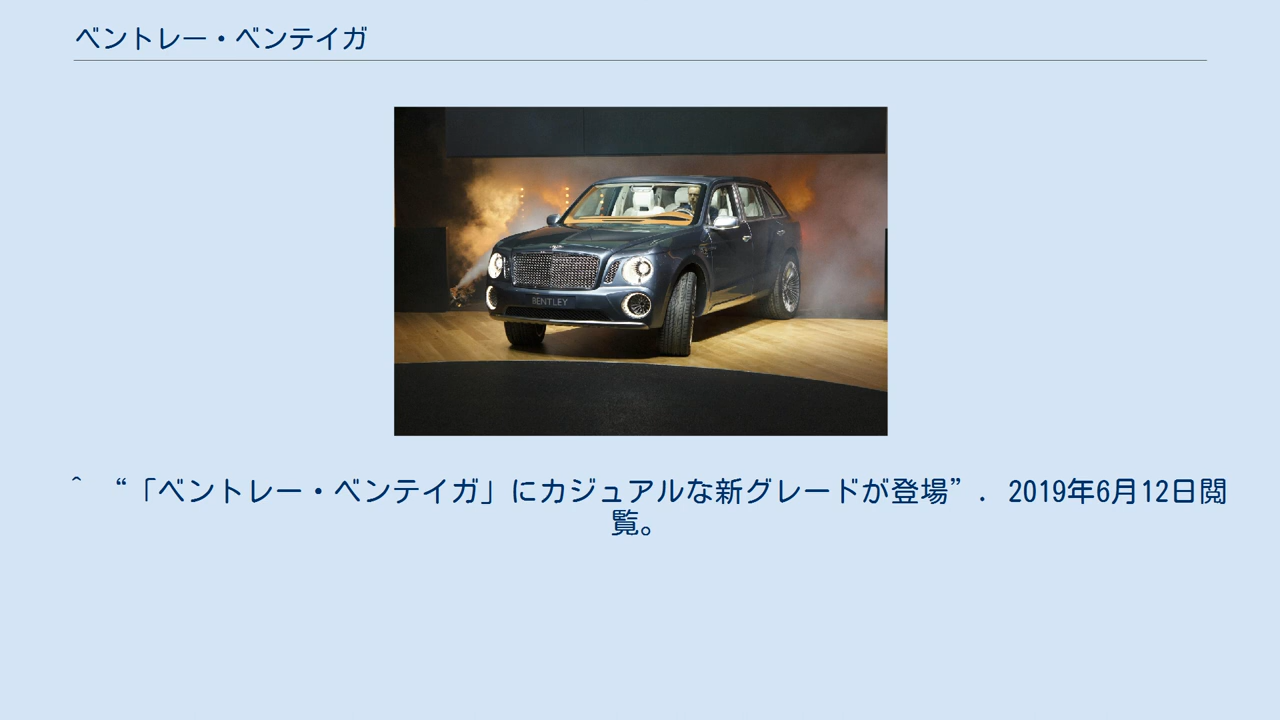 ベントレー・ベンテイガ
BENTLEY
^ “「ベントレー・ベンテイガ」にカジュアルな新グレードが登場”. 2019年6月12日閲
覧。